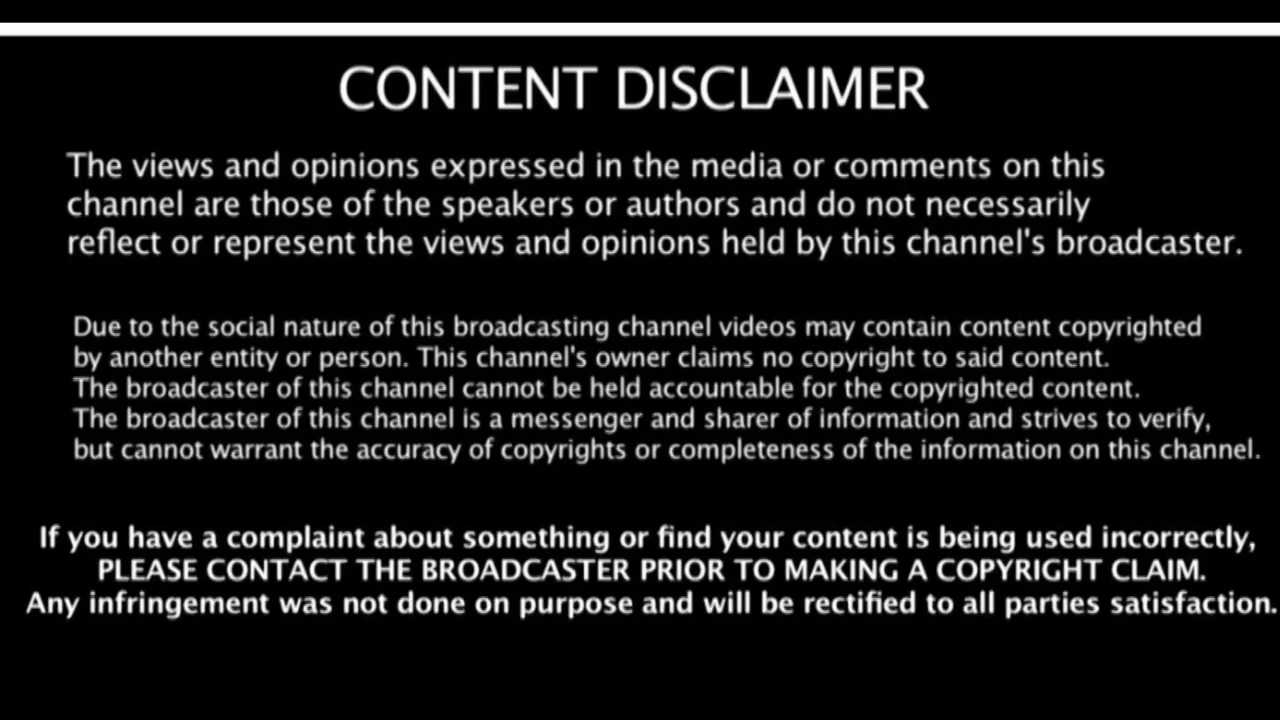 CONTENT DISCLAIMER
The views and opinions expressed in the media or comments on this
channel are those of the speakers or authors and do not necessarily
reflect or represent the views and opinions held by this channel's broadcaster.
Due to the social nature of this broadcasting channel videos may contain content copyrighted
by another entity or person. This channel's owner claims no copyright to said content.
The broadcaster of this channel cannot be held accountable for the copyrighted content.
The broadcaster of this channel is a messenger and sharer of information and strives to verify,
but cannot warrant the accuracy of copyrights or completeness of the information on this channel.
If you have a complaint about something or find your content is being used incorrectly,
PLEASE CONTACT THE BROADCASTER PRIOR TO MAKING A COPYRIGHT CLAIM.
Any infringement was not done on purpose and will be rectified to all parties satisfaction.